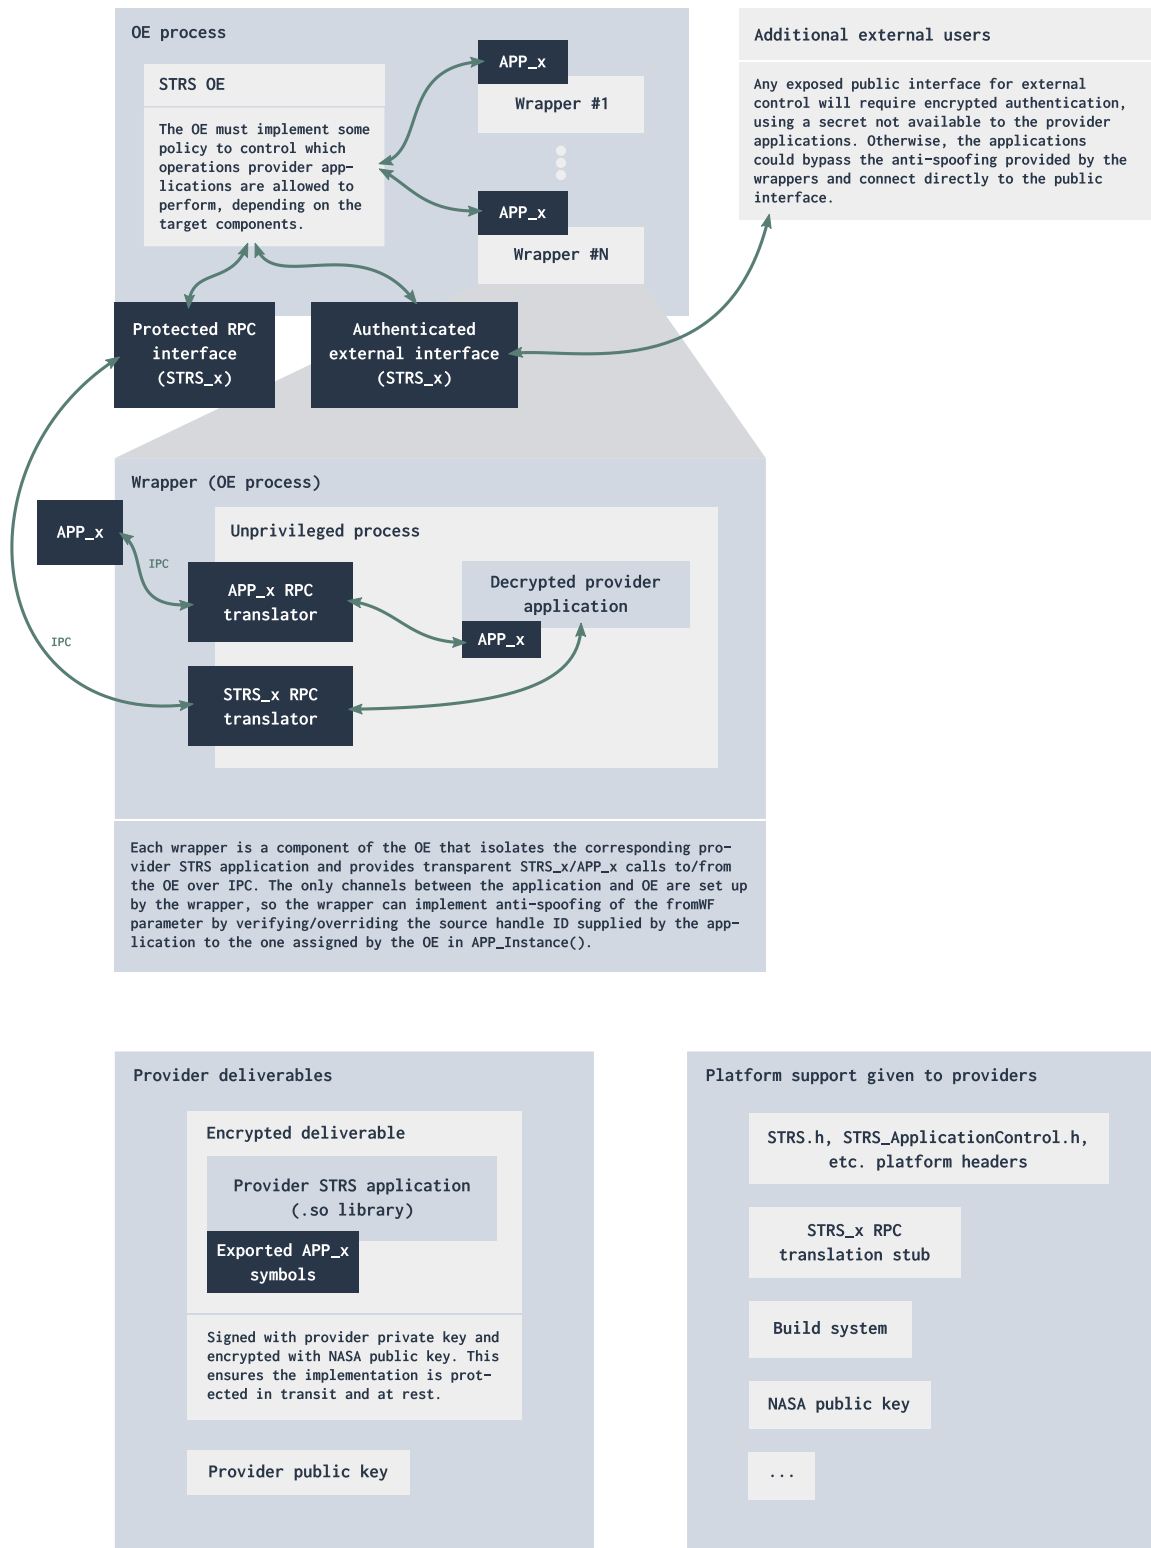 OE process
STRS OE
The OE must implement some
policy to control which
operations provider app-
lications are allowed to
perform, depending on the
target components.
APP_x
Wrapper #1
APP_x
Wrapper #N
Additional external users
Any exposed public interface for external
control will require encrypted authentication,
using a secret not available to the provider
applications. Otherwise, the applications
could bypass the anti-spoofing provided by the
wrappers and connect directly to the public
interface.
Protected RPC
interface
(STRS_x)
Authenticated
external interface
(STRS_x)
Wrapper (OE process)
APP_x
IPC
IPC
Unprivileged process
APP_x RPC
translator
Decrypted provider
application
APP_x
STRS_x RPC
translator
Each wrapper is a component of the OE that isolates the corresponding pro-
vider STRS application and provides transparent STRS_x/APP_x calls to/from
the OE over IPC. The only channels between the application and OE are set up
by the wrapper, so the wrapper can implement anti-spoofing of the fromWF
parameter by verifying/overriding the source handle ID supplied by the app-
lication to the one assigned by the OE in APP_Instance().
Provider deliverables
Encrypted deliverable
Provider STRS application
(.so library)
Exported APP_x
symbols
Signed with provider private key and
encrypted with NASA public key. This
ensures the implementation is prot-
ected in transit and at rest.
Provider public key
Platform support given to providers
STRS.h, STRS_ApplicationControl.h,
etc. platform headers
STRS_x RPC
translation stub
Build system
NASA public key
...